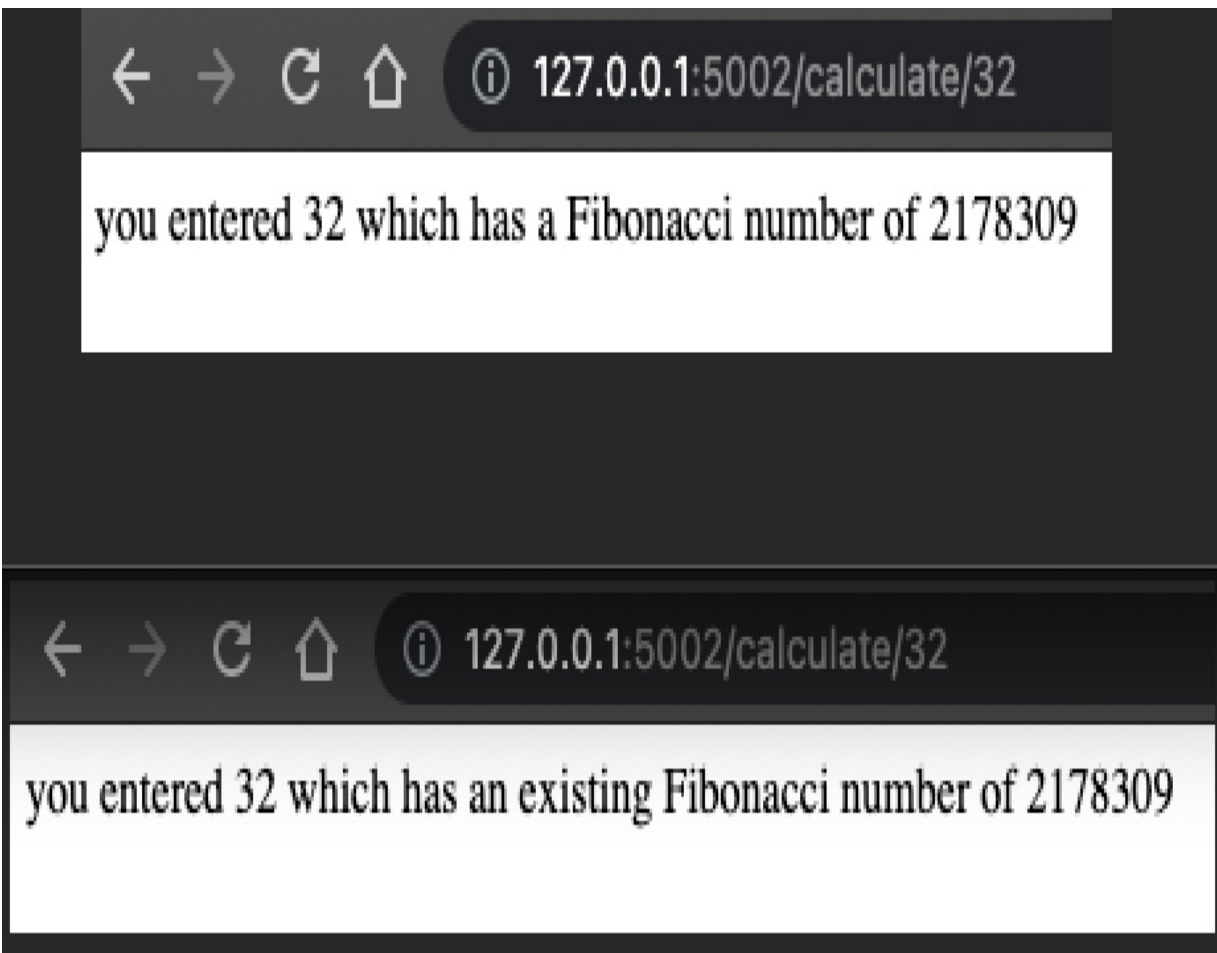 127.0.0.1:5002/calculate/32
you entered 32 which has a Fibonacci number of 2178309
127.0.0.1:5002/calculate/32
you entered 32 which has an existing Fibonacci number of 2178309